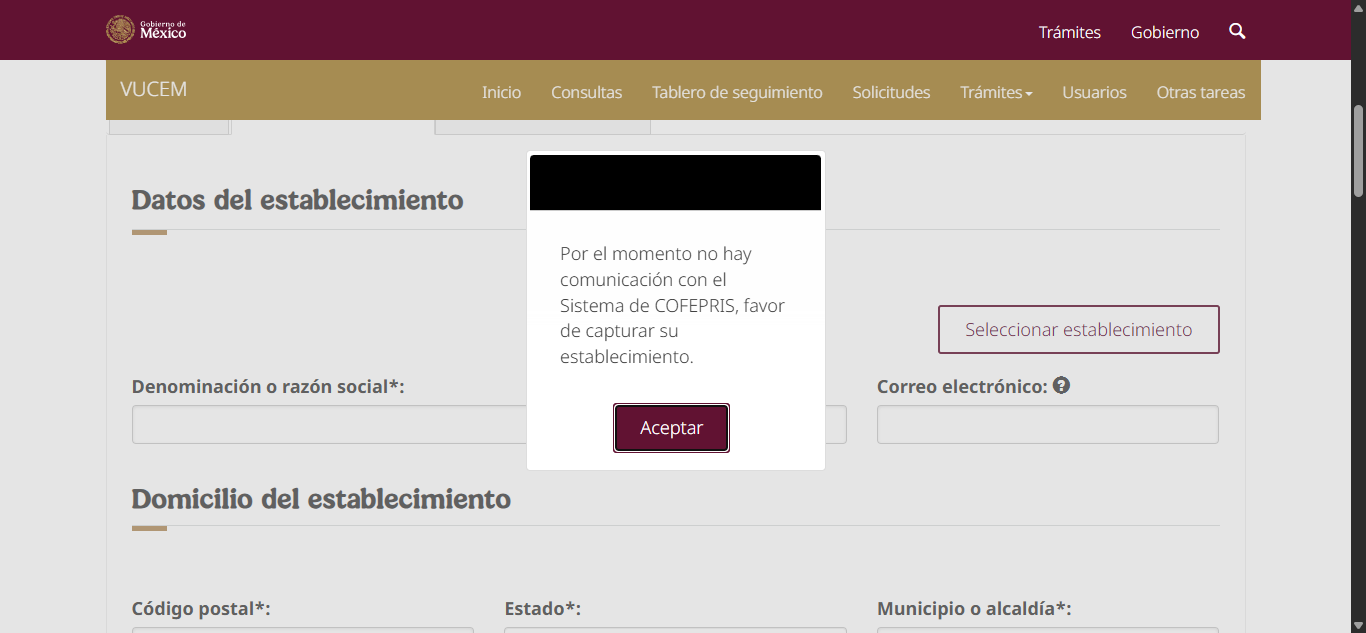 Gobierno de
México
Trámites
Gobierno
VUCEM
Inicio
Consultas
Tablero de seguimiento
Solicitudes
Trámites
Usuarios
Otras tareas
Datos del establecimiento
Por el momento no hay
comunicación con el
Sistema de COFEPRIS, favor
de capturar su
establecimiento.
Aceptar
Seleccionar establecimiento
Denominación o razón social*:
Correo electrónico: ?
Domicilio del establecimiento
Código postal*:
Estado*:
Municipio o alcaldía*: